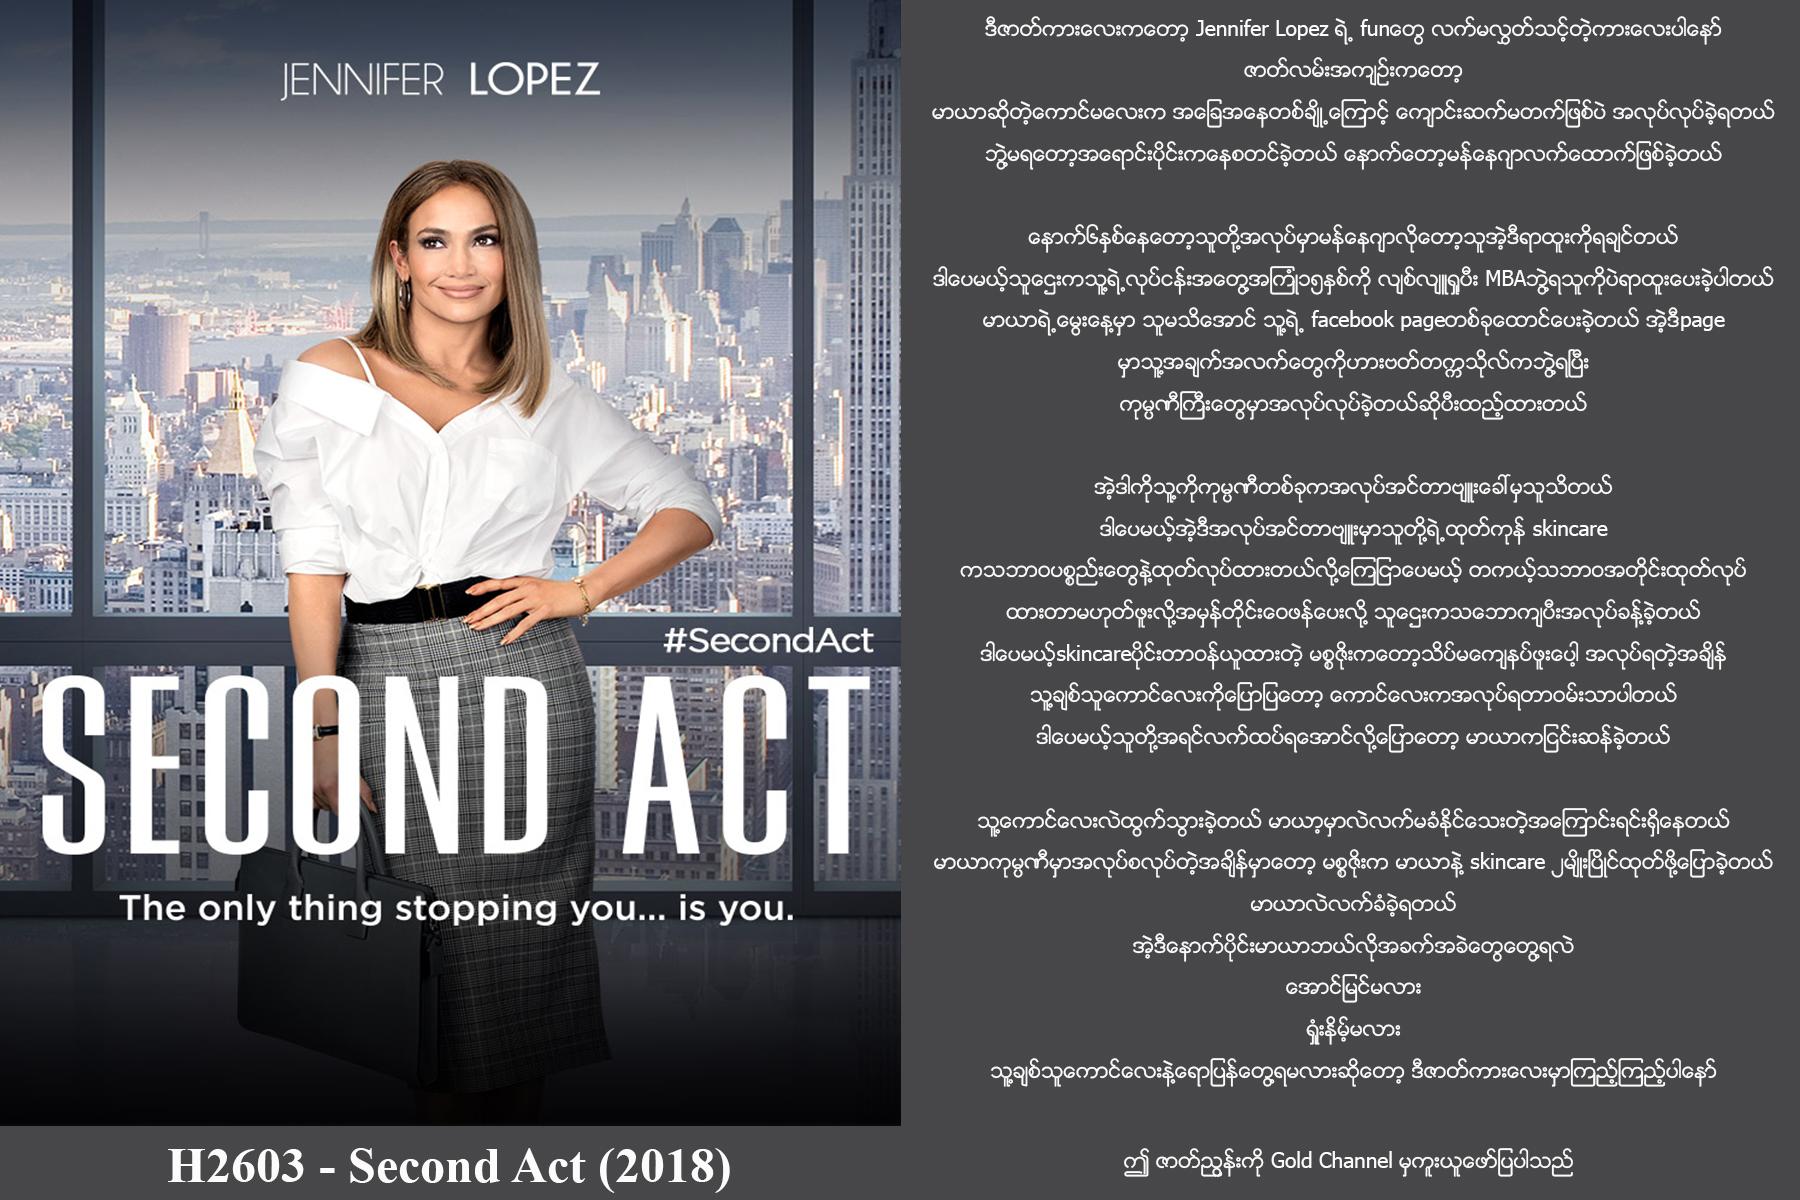 JENNIFER LOPEZ
#SecondAct
SECOND ACT
The only thing stopping you... is you.
H2603 - Second Act (2018)
ဒီဇာတ်ကားလေးကတော့ Jennifer Lopez ရဲ့ funတွေ လက်မလွှတ်သင့်တဲ့ကားလေးပါနော်
ဇာတ်လမ်းအကျဉ်းကတော့
မာယာဆိုတဲ့ကောင်မလေးက အခြေအနေတစ်ချို့ကြောင့် ကျောင်းဆက်မတက်ဖြစ်ပဲ အလုပ်လုပ်ခဲ့ရတယ်
ဘွဲ့မရတော့အရောင်းပိုင်းကနေစတင်ခဲ့တယ် နောက်တော့မန်နေဂျာလက်ထောက်ဖြစ်ခဲ့တယ်
နောက်၆နှစ်နေတော့သူတို့အလုပ်မှာမန်နေဂျာလိုတော့သူအဲ့ဒီရာထူးကိုရချင်တယ်
ဒါပေမယ့်သူဌေးကသူ့ရဲ့လုပ်ငန်းအတွေ့အကြုံ၁၅နှစ်ကို လျစ်လျူရှုပီး MBAဘွဲ့ရသူကိုပဲရာထူးပေးခဲ့ပါတယ်
မာယာရဲ့မွေးနေ့မှာ သူမသိအောင် သူ့ရဲ့ facebook pageတစ်ခုထောင်ပေးခဲ့တယ် အဲ့ဒီpage
မှာသူ့အချက်အလက်တွေကိုဟားဗတ်တက္ကသိုလ်ကဘွဲ့ရပြီး
ကုမ္ပဏီကြီးတွေမှာအလုပ်လုပ်ခဲ့တယ်ဆိုပီးထည့်ထားတယ်
အဲ့ဒါကိုသူ့ကိုကုမ္ပဏီတစ်ခုကအလုပ်အင်တာဗျူးခေါ်မှသူသိတယ်
ဒါပေမယ့်အဲ့ဒီအလုပ်အင်တာဗျူးမှာသူတို့ရဲ့ထုတ်ကုန် skincare
ကသဘာဝပစ္စည်းတွေနဲ့ထုတ်လုပ်ထားတယ်လို့ကြေငြာပေမယ့် တကယ့်သဘာဝအတိုင်းထုတ်လုပ်
ထားတာမဟုတ်ဖူးလို့အမှန်တိုင်းဝေဖန်ပေးလို့ သူဌေးကသဘောကျပီးအလုပ်ခန့်ခဲ့တယ်
ဒါပေမယ့်skincareပိုင်းတာဝန်ယူထားတဲ့ မစ္စဇိုးကတော့သိပ်မကျေနပ်ဖူးပေါ့ အလုပ်ရတဲ့အချိန်
သူ့ချစ်သူကောင်လေးကိုပြောပြတော့ ကောင်လေးကအလုပ်ရတာဝမ်းသာပါတယ်
ဒါပေမယ့်သူတို့အရင်လက်ထပ်ရအောင်လို့ပြောတော့ မာယာကငြင်းဆန်ခဲ့တယ်
သူ့ကောင်လေးလဲထွက်သွားခဲ့တယ် မာယာ့မှာလဲလက်မခံနိုင်သေးတဲ့အကြောင်းရင်းရှိနေတယ်
မာယာကုမ္ပဏီမှာအလုပ်စလုပ်တဲ့အချိန်မှာတော့ မစ္စဇိုးက မာယာနဲ့ skincare ၂မျိုးပြိုင်ထုတ်ဖို့ပြောခဲ့တယ်
မာယာလဲလက်ခံခဲ့ရတယ်
အဲ့ဒီနောက်ပိုင်းမာယာဘယ်လိုအခက်အခဲတွေတွေ့ရလဲ
အောင်မြင်မလား
ရှုံးနိမ့်မလား
သူ့ချစ်သူကောင်လေးနဲ့ရောပြန်တွေ့ရမလားဆိုတော့ ဒီဇာတ်ကားလေးမှာကြည့်ကြည့်ပါနော်
ဤ ဇာတ်ညွှန်းကို Gold Channel မှကူးယူဖော်ပြပါသည်